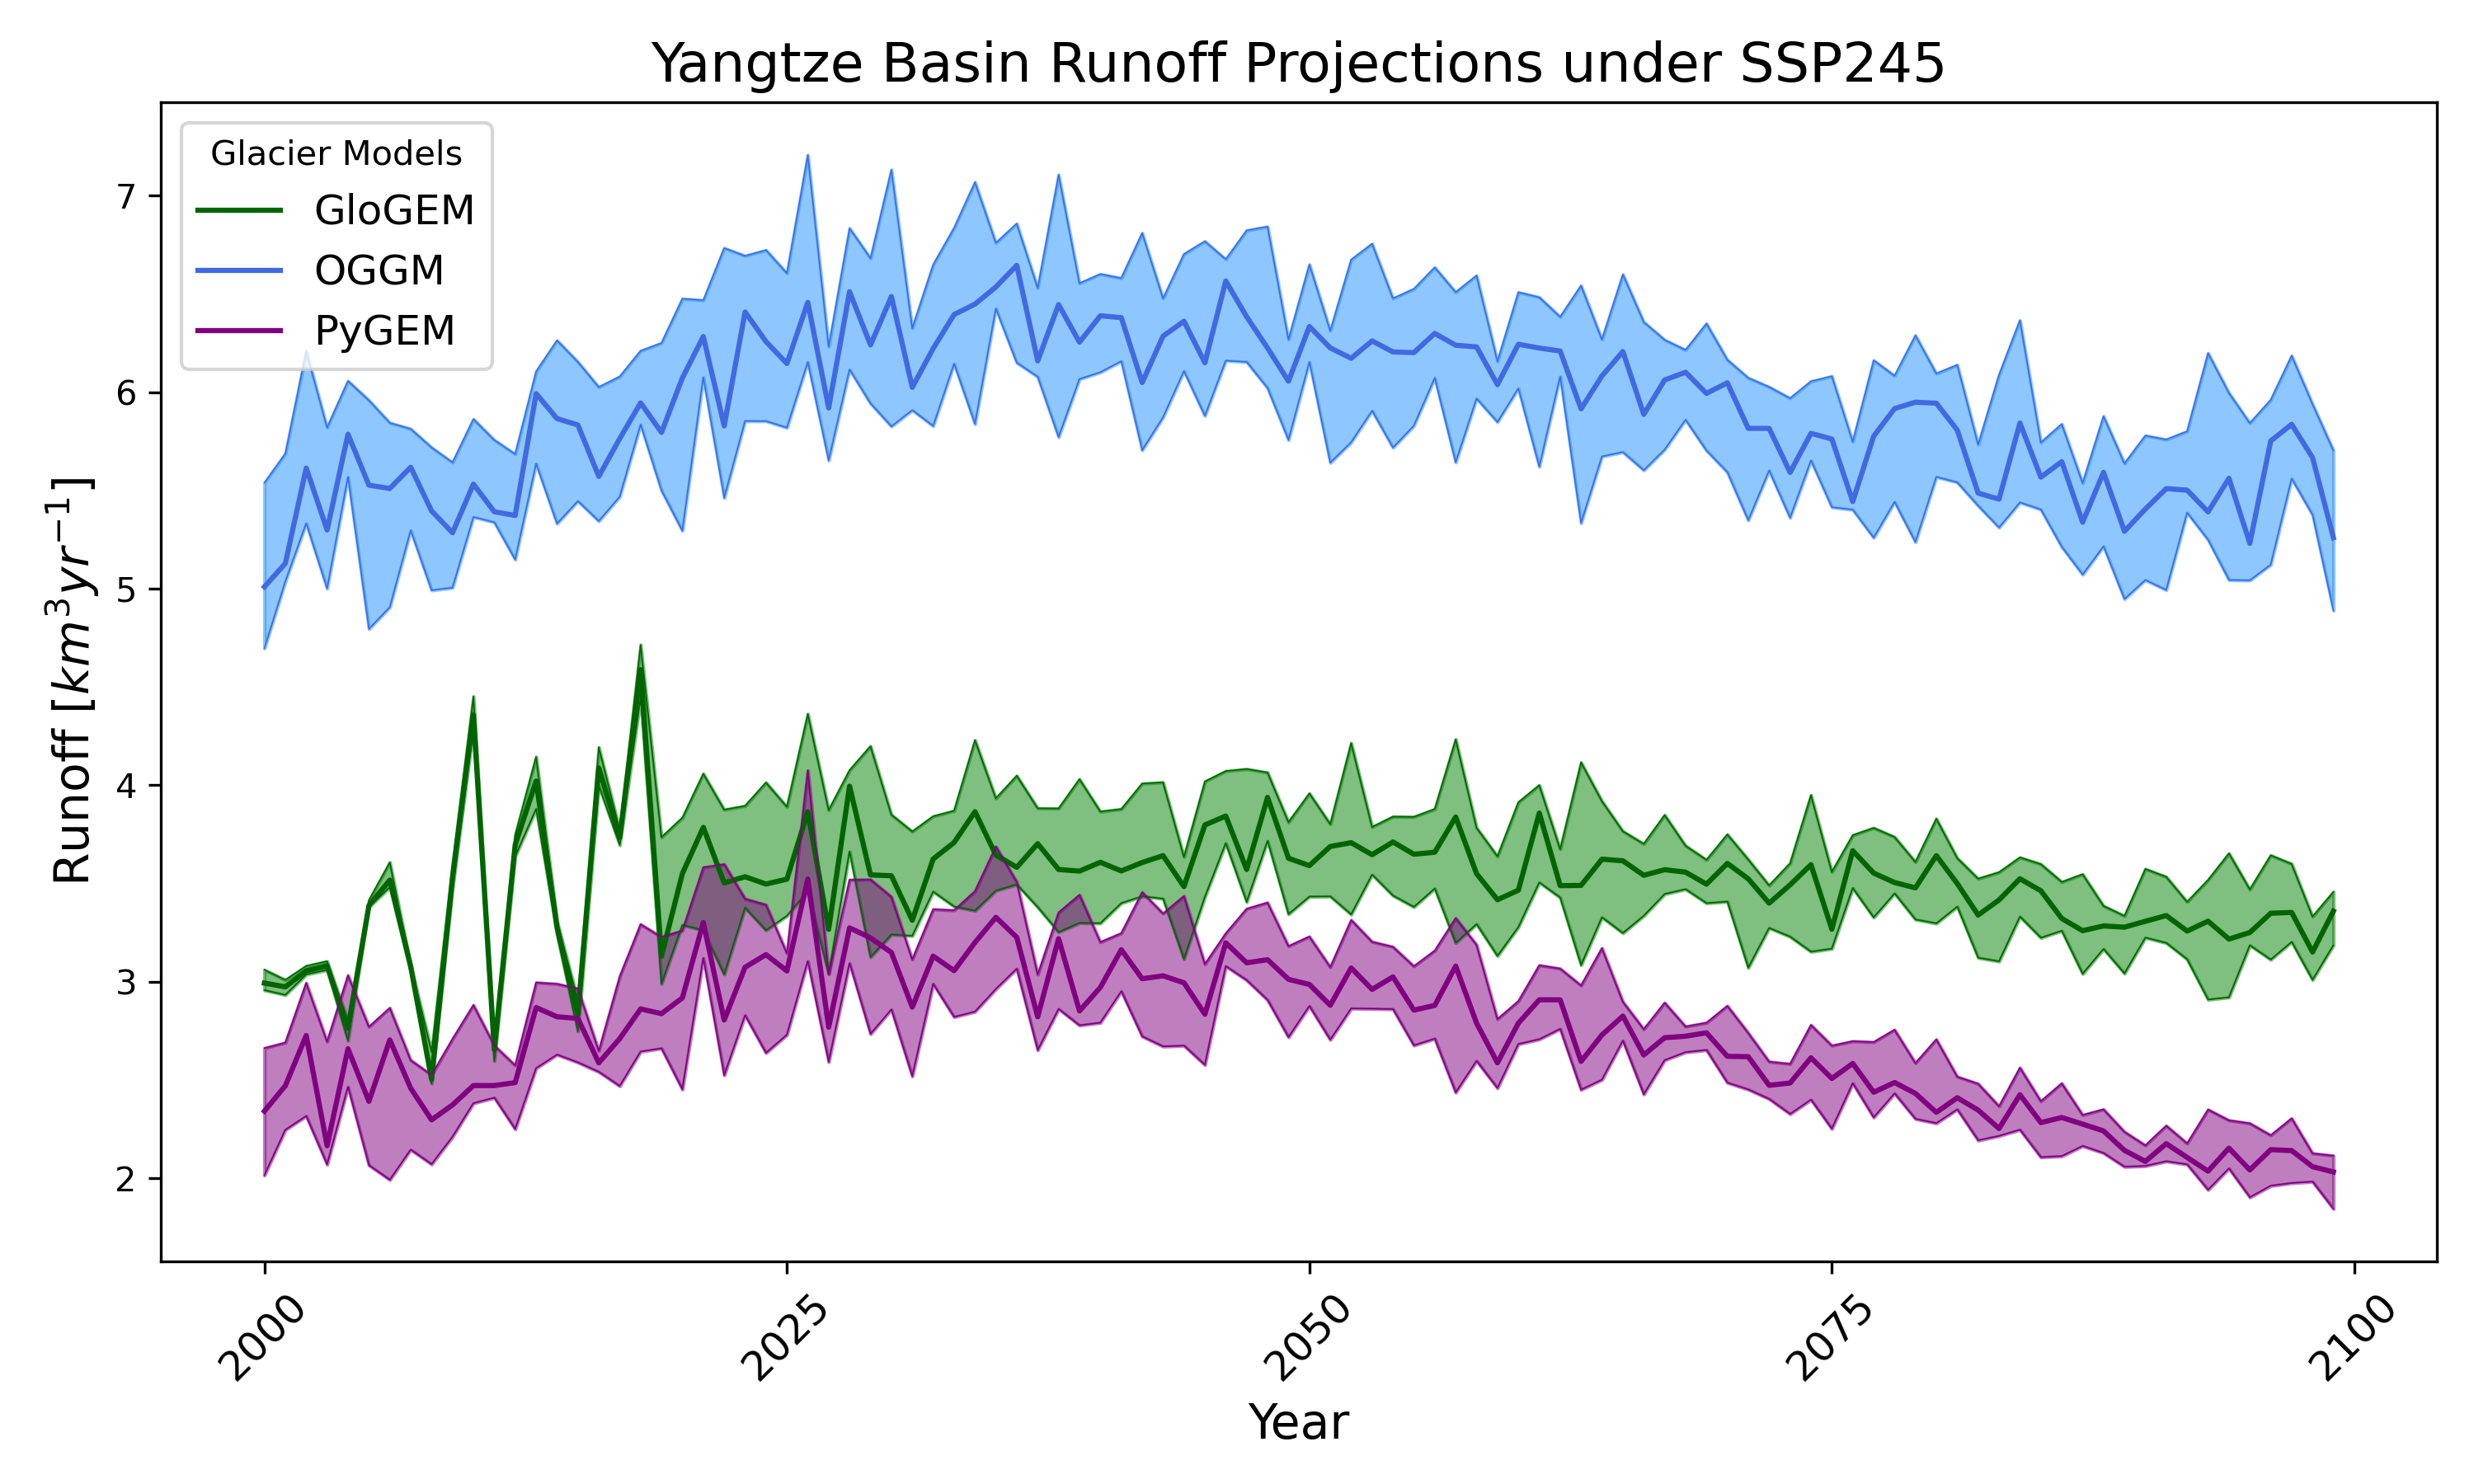 Yangtze Basin Runoff Projections under SSP245
Glacier Models
GloGEM
OGGM
PyGEM
Runoff [km³yr⁻¹]
7
6
5
4
3
2
2000
2025
2050
2075
2100
Year